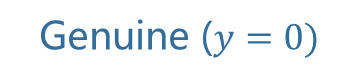 Genuine (y = 0)